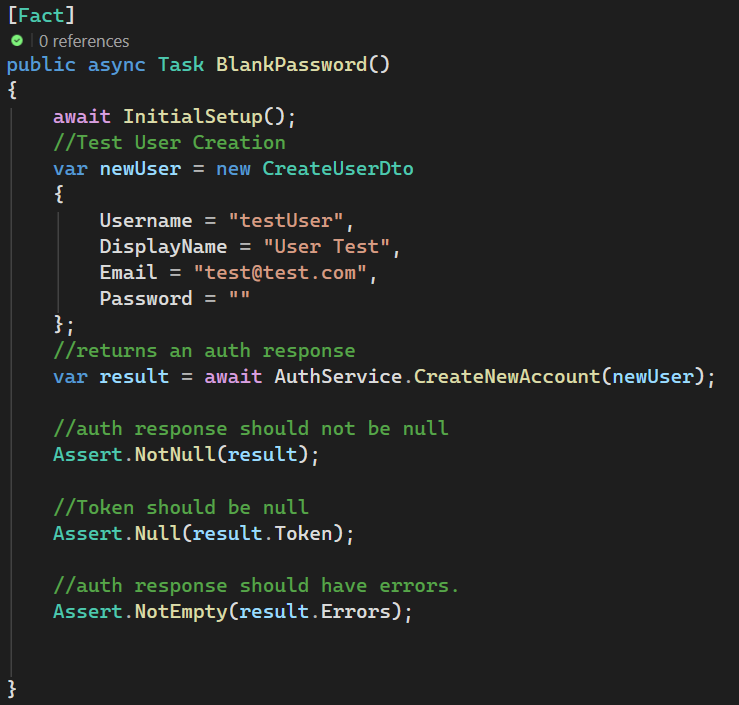 [Fact]
0 references
public async Task BlankPassword()
{
    await InitialSetup();
    //Test User Creation
    var newUser = new CreateUserDto
    {
        Username = "testUser",
        DisplayName = "User Test",
        Email = "test@test.com",
        Password = ""
    };
    //returns an auth response
    var result = await AuthService.CreateNewAccount(newUser);

    //auth response should not be null
    Assert.NotNull(result);

    //Token should be null
    Assert.Null(result.Token);

    //auth response should have errors.
    Assert.NotEmpty(result.Errors);

}